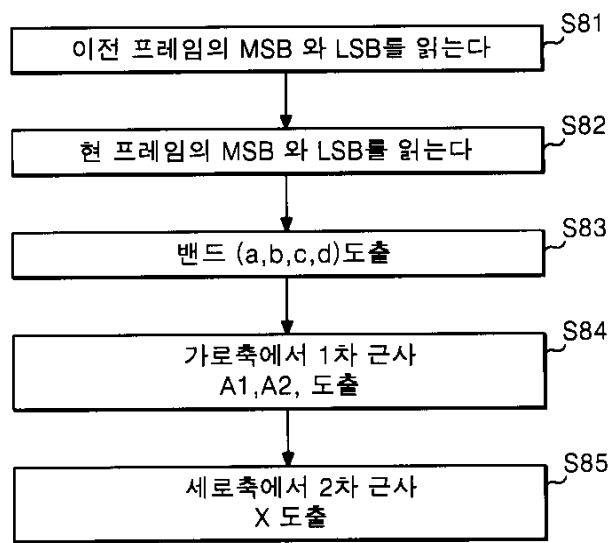 S81
이전 프레임의 MSB 와 LSB를 읽는다
S82
현 프레임의 MSB 와 LSB를 읽는다
S83
밴드 (a,b,c,d)도출
S84
가로축에서 1차 근사
A1,A2, 도출
S85
세로축에서 2차 근사
X 도출